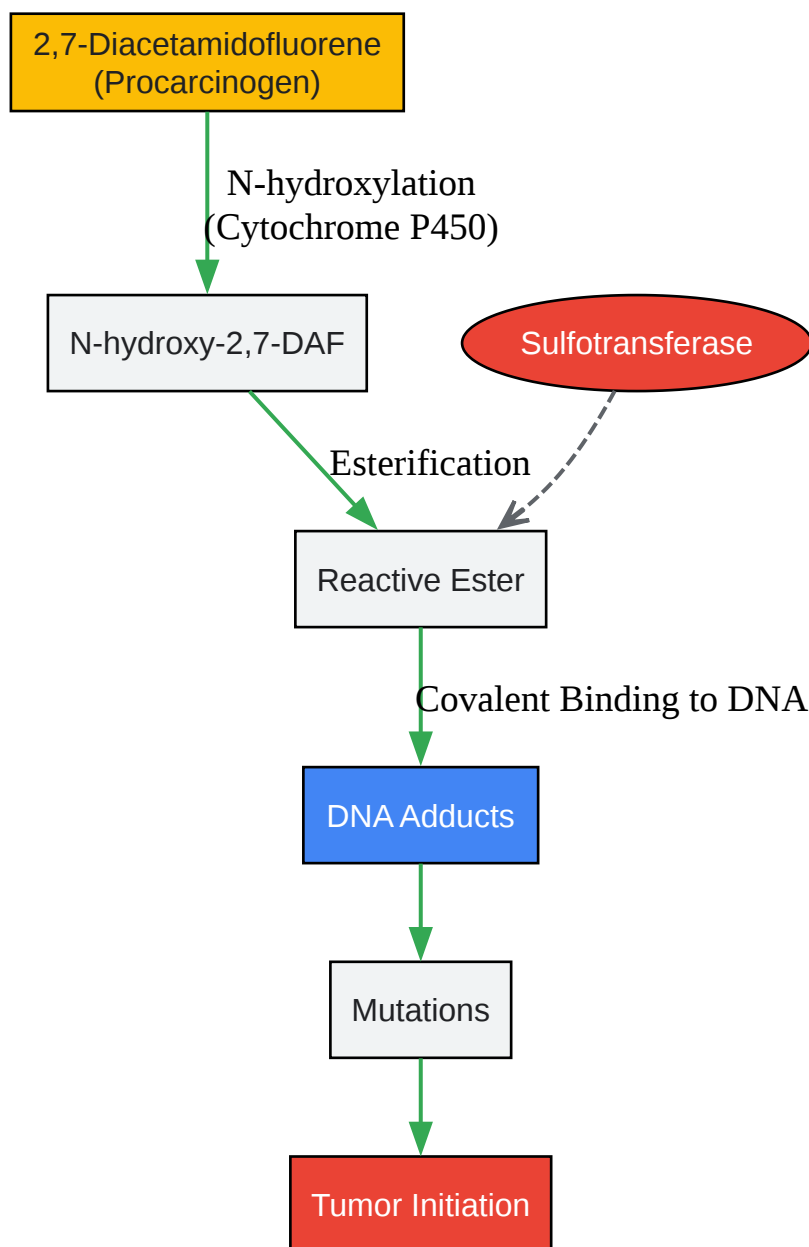 2,7-Diacetamidofluorene
(Procarcinogen)
N-hydroxylation
(Cytochrome P450)
N-hydroxy-2,7-DAF
Sulfotransferase
Esterification
Reactive Ester
Covalent Binding to DNA
DNA Adducts
Mutations
Tumor Initiation